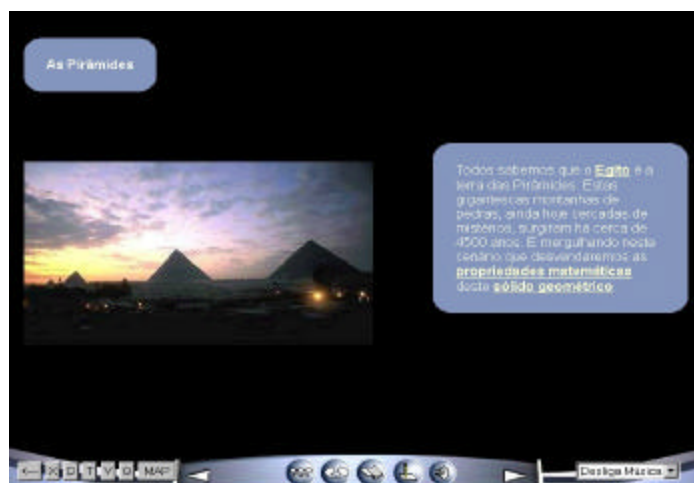 As Pirâmides
Todos sabemos que o Egito é a
terra das Pirâmides. Estas
gigantescas montanhas de
pedras, ainda hoje cercadas de
mistérios, surgiram há cerca de
4500 anos. É mergulhando neste
cenário que desvendaremos as
propriedades matemáticas
deste sólido geométrico
<-- X D T V O MAP
Desliga Música